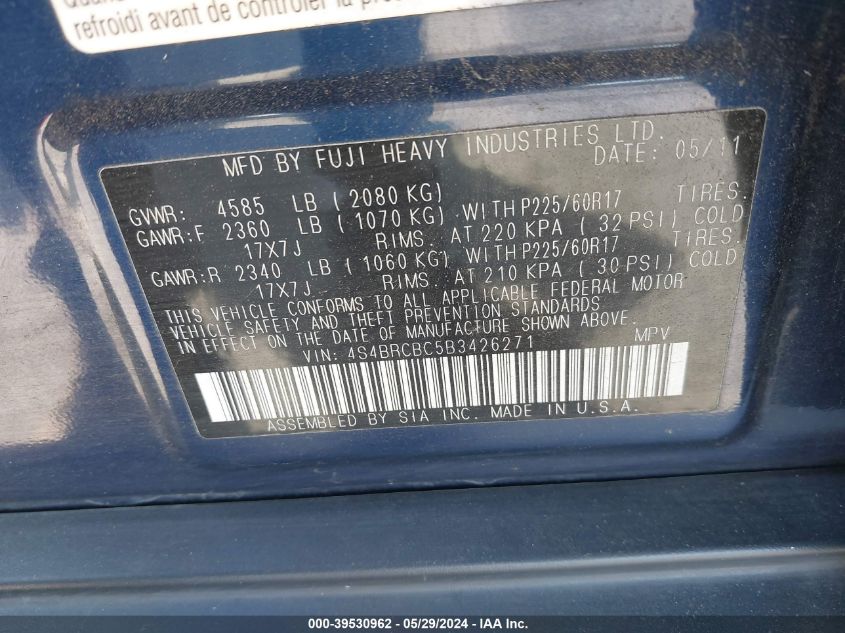 refroidi avant de contrôler la
MFD BY FUJI HEAVY INDUSTRIES LTD.
DATE: 05/11
GVWR: 4585 LB (2080 KG)
GAWR:F 2360 LB (1070 KG) WITH P225/60R17 TIRES.
17X7J RIMS. AT 220 KPA (32 PSI) COLD
GAWR:R 2340 LB (1060 KG) WITH P225/60R17 TIRES.
17X7J RIMS. AT 210 KPA (30 PSI) COLD
THIS VEHICLE CONFORMS TO ALL APPLICABLE FEDERAL MOTOR
VEHICLE SAFETY AND THEFT PREVENTION STANDARDS
IN EFFECT ON THE DATE OF MANUFACTURE SHOWN ABOVE.
VIN: 4S4BRCBC5B3426271 MPV
ASSEMBLED BY SIA INC. MADE IN U.S.A.
000-39530962 - 05/29/2024 - IAA Inc.